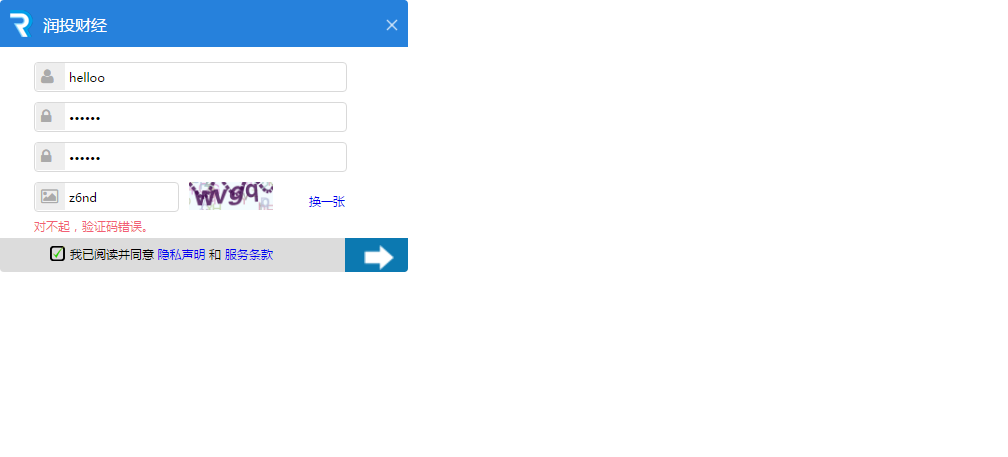 润投财经
helloo
••••••
••••••
z6nd wvgq 换一张
对不起，验证码错误。
我已阅读并同意 隐私声明 和 服务条款